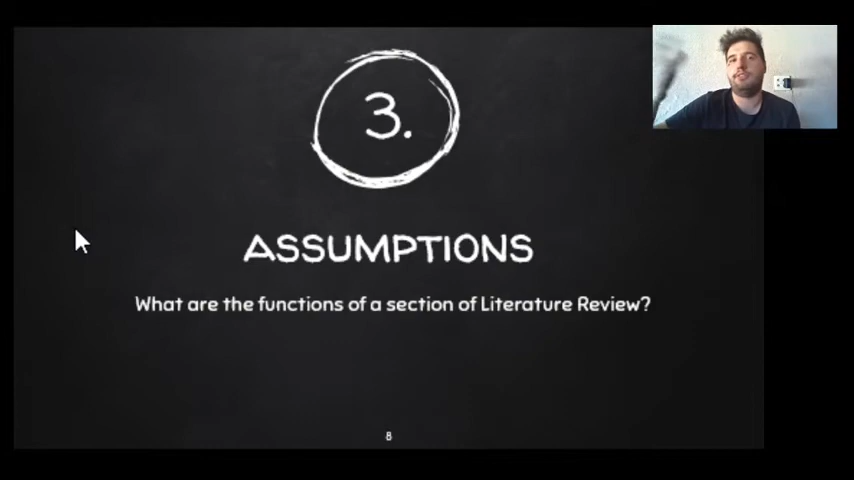 3.
ASSUMPTIONS
What are the functions of a section of Literature Review?
8